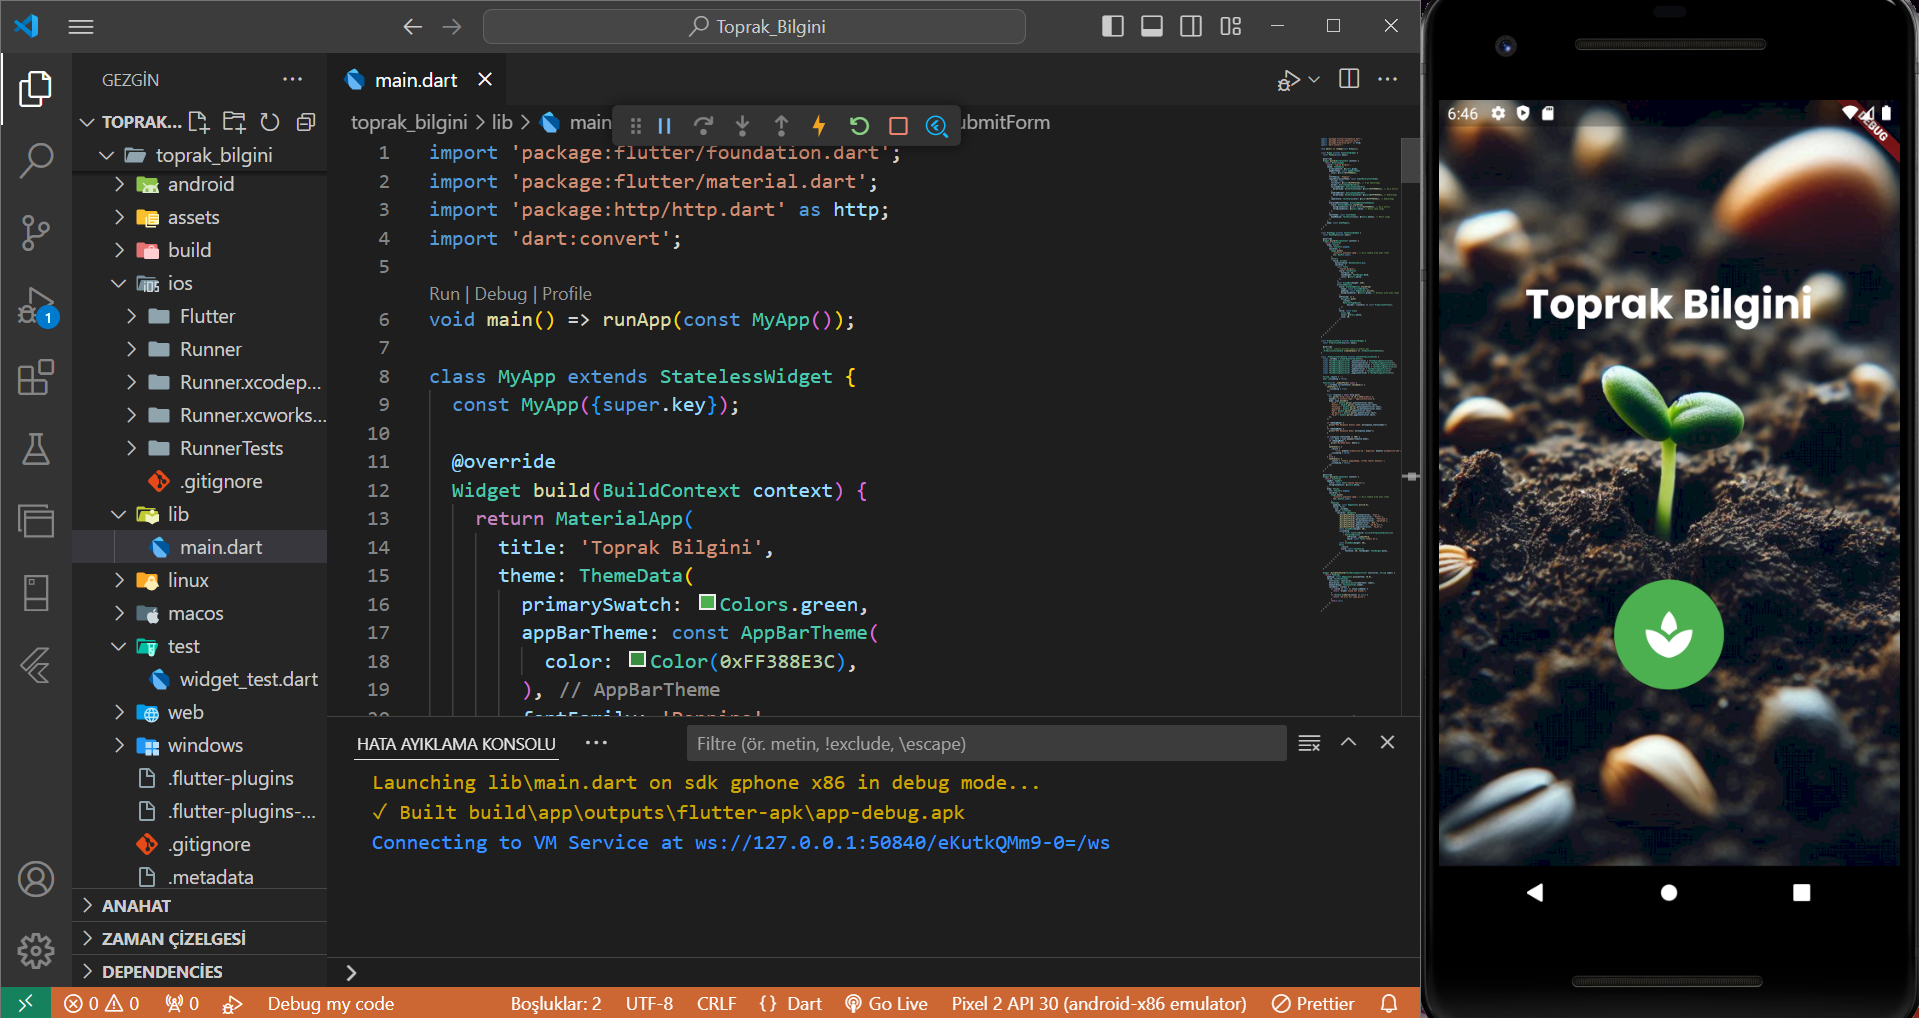 Toprak_Bilgini
GEZGİN
TOPRAK...
toprak_bilgini
android
assets
build
ios
Flutter
Runner
Runner.xcodep...
Runner.xcworks...
RunnerTests
.gitignore
lib
main.dart
linux
macos
test
widget_test.dart
web
windows
.flutter-plugins
.flutter-plugins-...
.gitignore
.metadata
ANAHAT
ZAMAN ÇİZELGESİ
DEPENDENCİES
1
main.dart
toprak_bilgini > lib > main
ubmitForm
1 import 'package:flutter/foundation.dart';
2 import 'package:flutter/material.dart';
3 import 'package:http/http.dart' as http;
4 import 'dart:convert';
5
Run | Debug | Profile
6 void main() => runApp(const MyApp());
7
8 class MyApp extends StatelessWidget {
9 const MyApp({super.key});
10
11 @override
12 Widget build(BuildContext context) {
13 return MaterialApp(
14 title: 'Toprak Bilgini',
15 theme: ThemeData(
16 primarySwatch: Colors.green,
17 appBarTheme: const AppBarTheme(
18 color: Color(0xFF388E3C),
19 ), // AppBarTheme
HATA AYIKLAMA KONSOLU
Filtre (ör. metin, !exclude, \escape)
Launching lib\main.dart on sdk gphone x86 in debug mode...
✓ Built build\app\outputs\flutter-apk\app-debug.apk
Connecting to VM Service at ws://127.0.0.1:50840/eKutkQMm9-0=/ws
0 0 0 Debug my code
Boşluklar: 2 UTF-8 CRLF {} Dart Go Live Pixel 2 API 30 (android-x86 emulator) Prettier
6:46
DEBUG
Toprak Bilgini